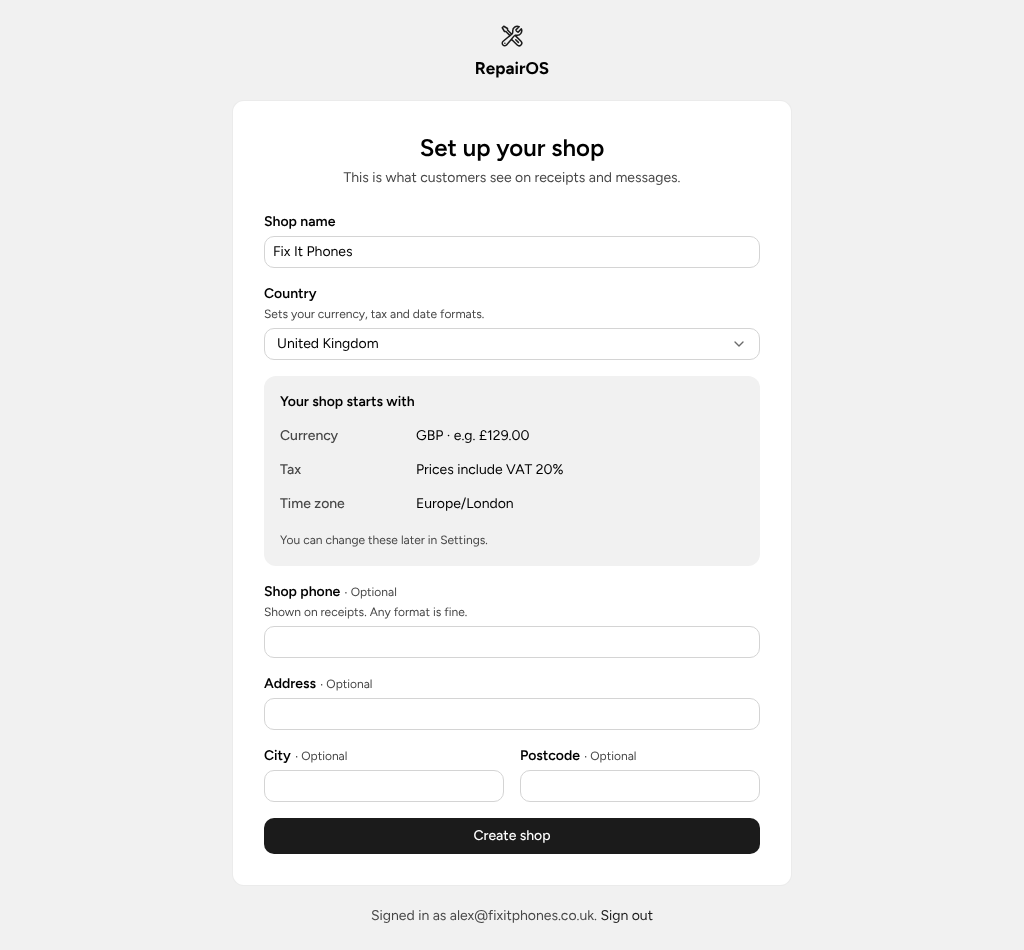 RepairOS
Set up your shop
This is what customers see on receipts and messages.
Shop name
Fix It Phones
Country
Sets your currency, tax and date formats.
United Kingdom
Your shop starts with
Currency GBP · e.g. £129.00
Tax Prices include VAT 20%
Time zone Europe/London
You can change these later in Settings.
Shop phone · Optional
Shown on receipts. Any format is fine.
Address · Optional
City · Optional Postcode · Optional
Create shop
Signed in as alex@fixitphones.co.uk. Sign out